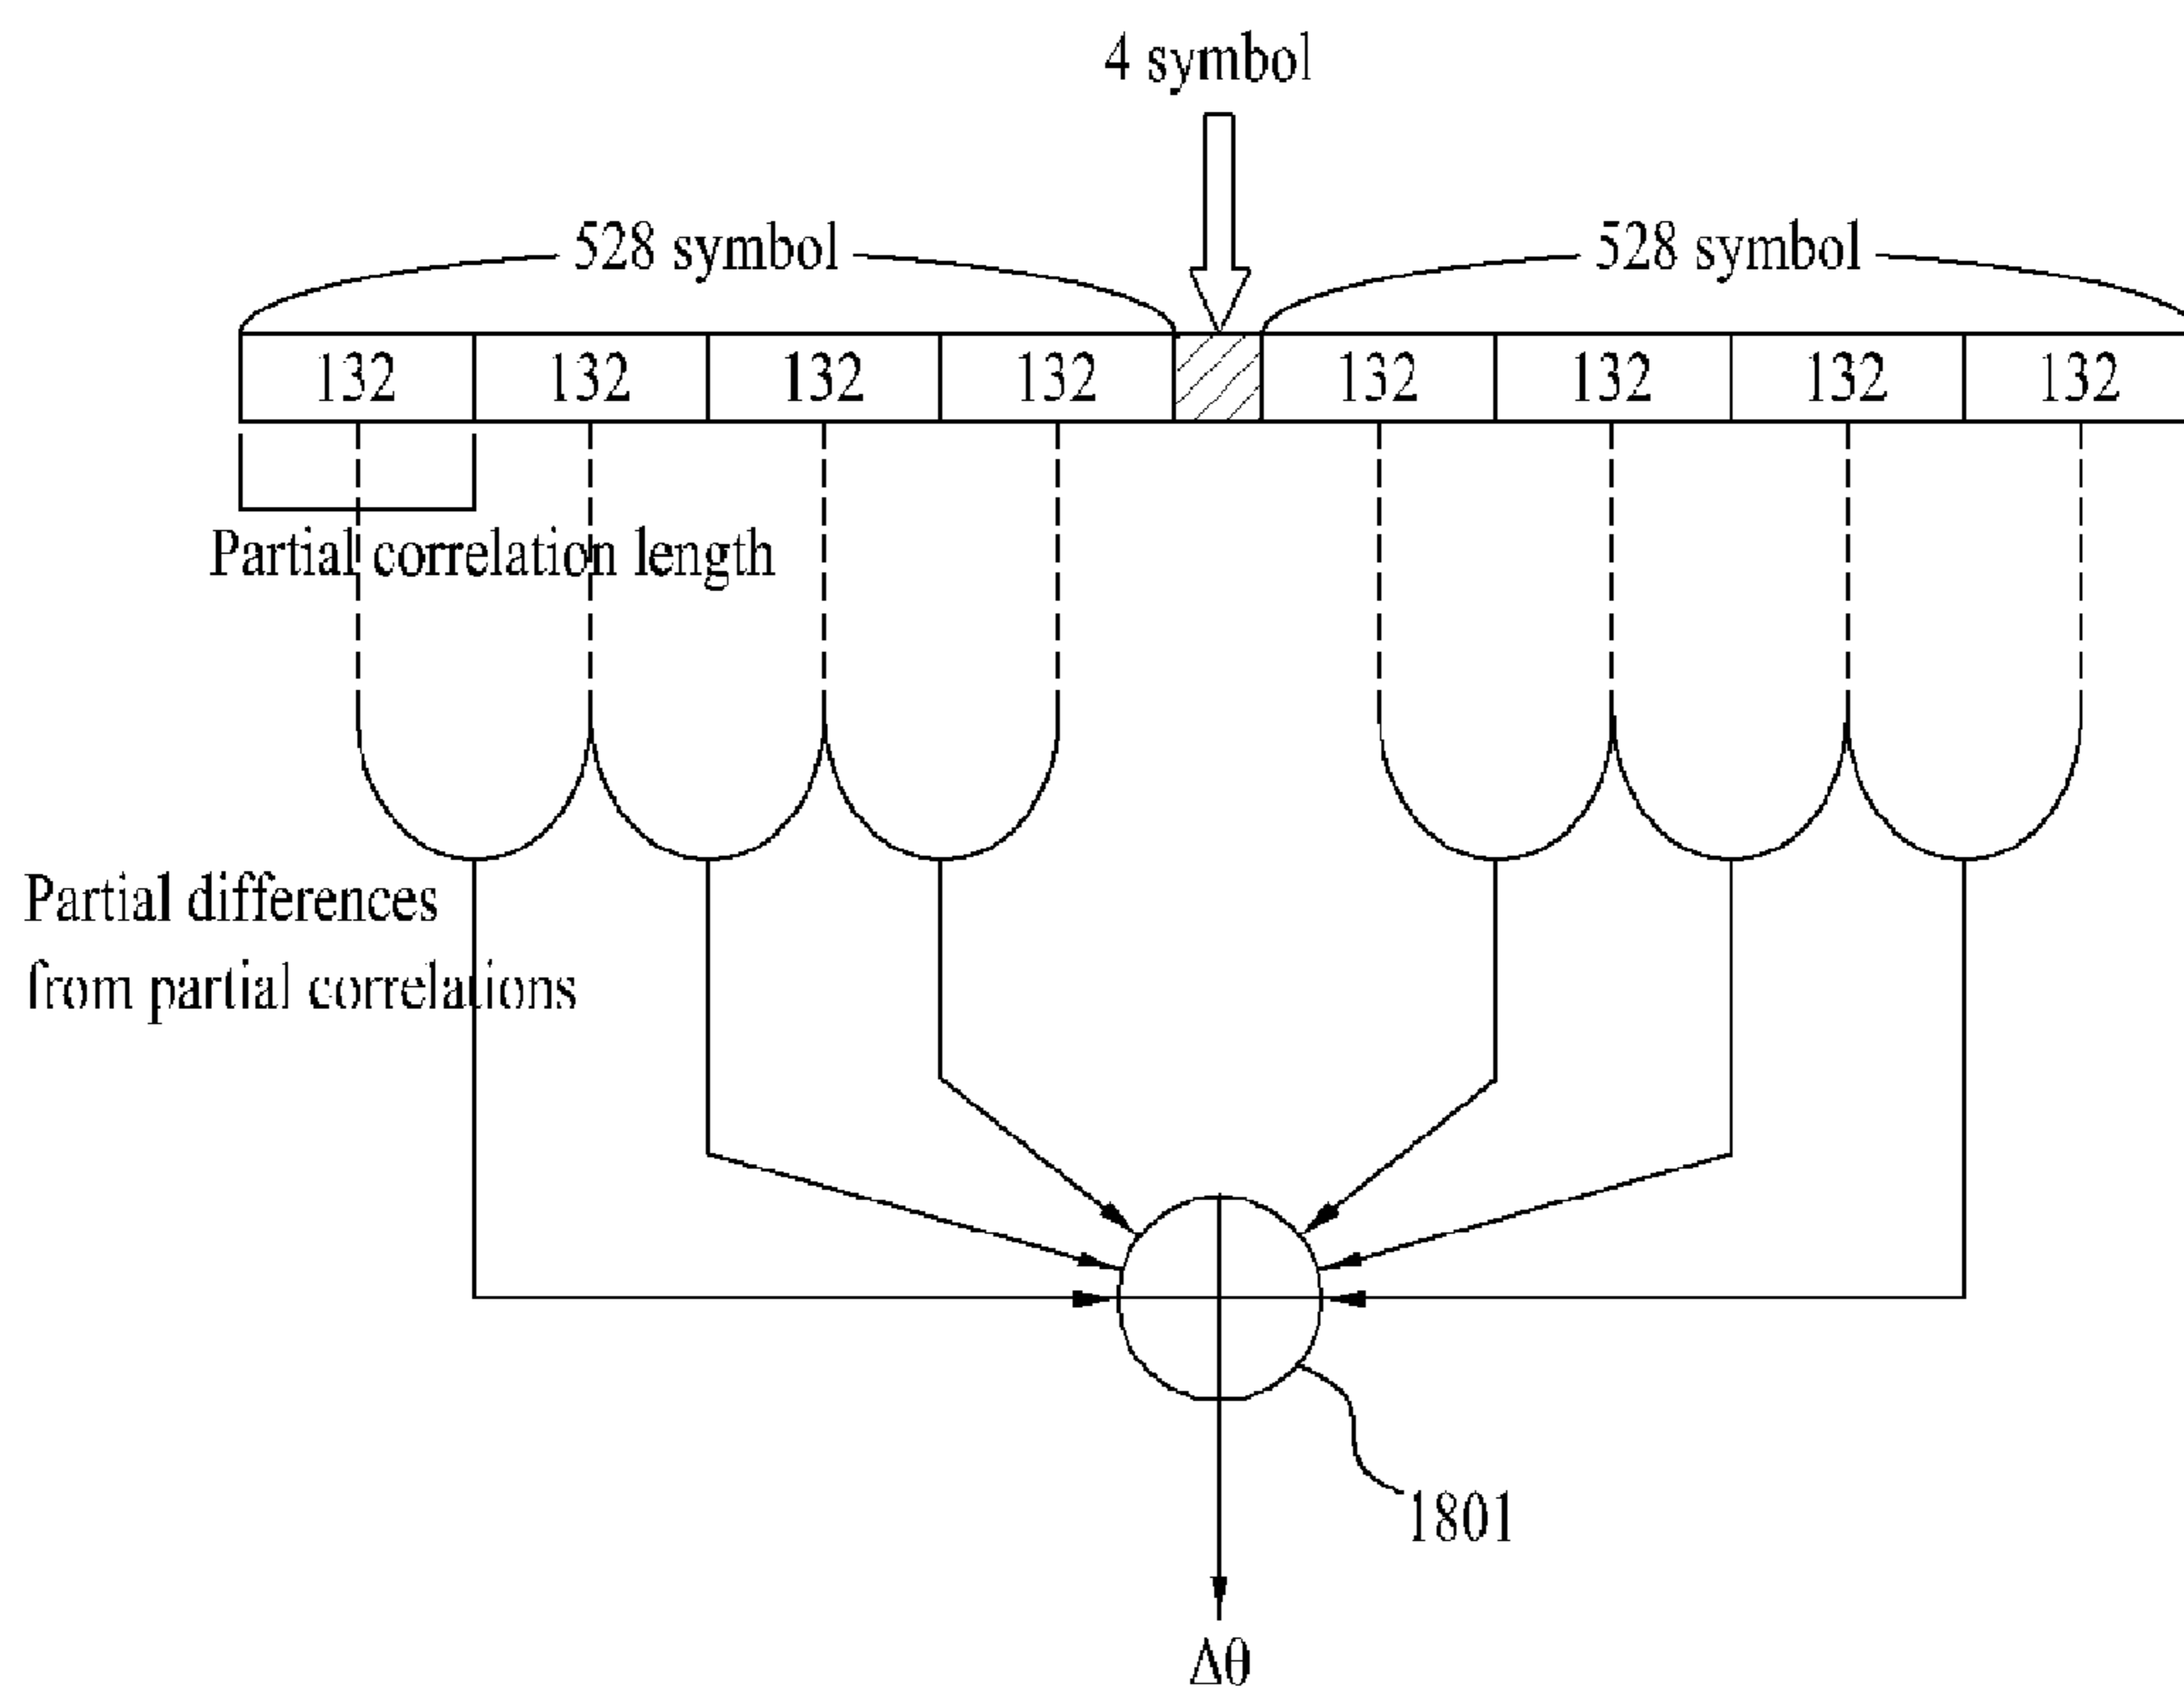 4 symbol
528 symbol
528 symbol
132 132 132 132 132 132 132 132
Partial correlation length
Partial differences
from partial correlations
1801
Δθ